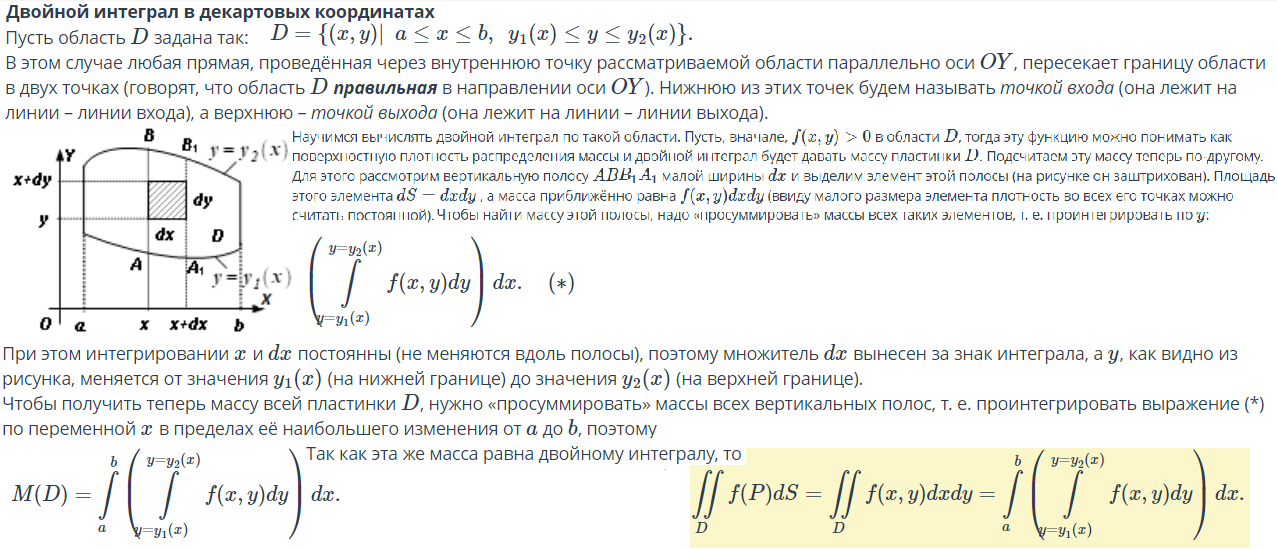 Двойной интеграл в декартовых координатах
Пусть область D задана так: D = {(x, y)| a ≤ x ≤ b, y₁(x) ≤ y ≤ y₂(x)}.
В этом случае любая прямая, проведённая через внутреннюю точку рассматриваемой области параллельно оси OY, пересекает границу области
в двух точках (говорят, что область D правильная в направлении оси OY). Нижнюю из этих точек будем называть точкой входа (она лежит на
линии – линии входа), а верхнюю – точкой выхода (она лежит на линии – линии выхода).
Научимся вычислять двойной интеграл по такой области. Пусть, вначале, f(x, y) > 0 в области D, тогда эту функцию можно понимать как
поверхностную плотность распределения массы и двойной интеграл будет давать массу пластинки D. Подсчитаем эту массу теперь по-другому.
Для этого рассмотрим вертикальную полосу ABB₁A₁ малой ширины dx и выделим элемент этой полосы (на рисунке он заштрихован). Площадь
этого элемента dS = dxdy , а масса приближённо равна f(x, y)dxdy (ввиду малого размера элемента плотность во всех его точках можно
считать постоянной). Чтобы найти массу этой полосы, надо «просуммировать» массы всех таких элементов, т. е. проинтегрировать по y:
Y
B
B₁
y = y₂(x)
x+dy
dy
y
dx
D
A
A₁
y = y₁(x)
X
O a x x+dx b
( ∫_{y=y₁(x)}^{y=y₂(x)} f(x, y)dy ) dx. (*)
При этом интегрировании x и dx постоянны (не меняются вдоль полосы), поэтому множитель dx вынесен за знак интеграла, а y, как видно из
рисунка, меняется от значения y₁(x) (на нижней границе) до значения y₂(x) (на верхней границе).
Чтобы получить теперь массу всей пластинки D, нужно «просуммировать» массы всех вертикальных полос, т. е. проинтегрировать выражение (*)
по переменной x в пределах её наибольшего изменения от a до b, поэтому
M(D) = ∫_{a}^{b} ( ∫_{y=y₁(x)}^{y=y₂(x)} f(x, y)dy ) dx.
Так как эта же масса равна двойному интегралу, то
∬_{D} f(P)dS = ∬_{D} f(x, y)dxdy = ∫_{a}^{b} ( ∫_{y=y₁(x)}^{y=y₂(x)} f(x, y)dy ) dx.